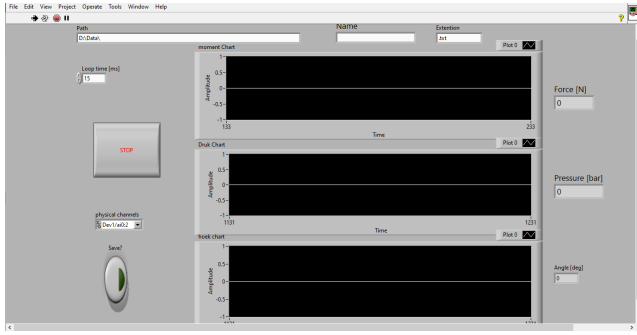 File Edit View Project Operate Tools Window Help
Path
Name
Extention
D:\Data\
.txt
moment Chart
Plot 0
Loop time [ms]
15
Amplitude
1
0.5
0
-0.5
-1
133
233
Time
Force [N]
0
STOP
Druk Chart
Plot 0
Amplitude
1
0.5
0
-0.5
-1
1131
1231
Time
Pressure [bar]
0
physical channels
Dev1/ai0:2
hoek chart
Plot 0
Save?
Amplitude
1
0.5
0
-0.5
-1
1131
1231
Angle [deg]
0